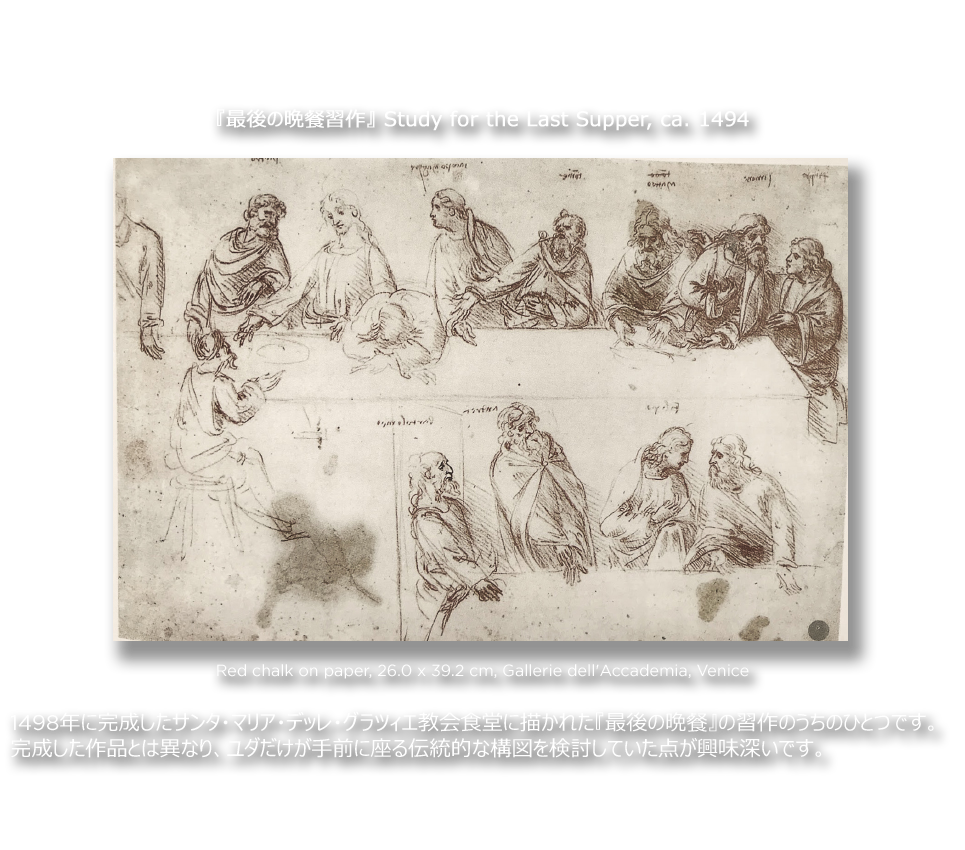 『最後の晩餐習作』 Study for the Last Supper, ca. 1494
Red chalk on paper, 26.0 x 39.2 cm, Gallerie dell'Accademia, Venice
1498年に完成したサンタ・マリア・デッレ・グラツィエ教会食堂に描かれた『最後の晩餐』の習作のうちのひとつです。
完成した作品とは異なり、ユダだけが手前に座る伝統的な構図を検討していた点が興味深いです。